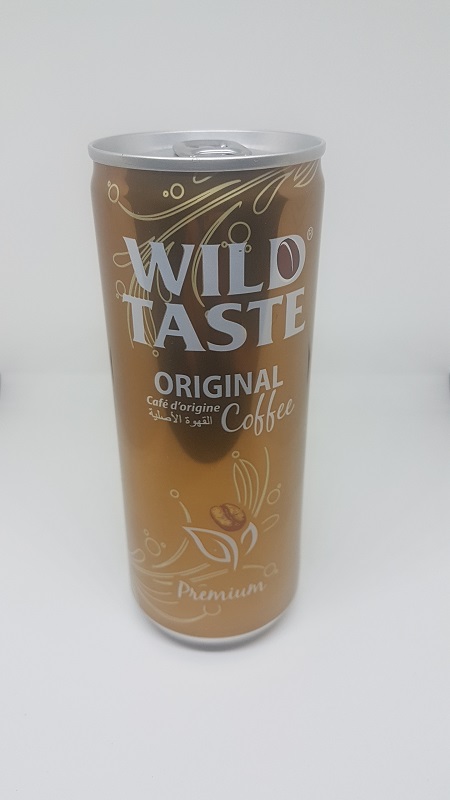 WILD®
TASTE
ORIGINAL
Café d'origine
القهوة الأصلية
Coffee
Premium